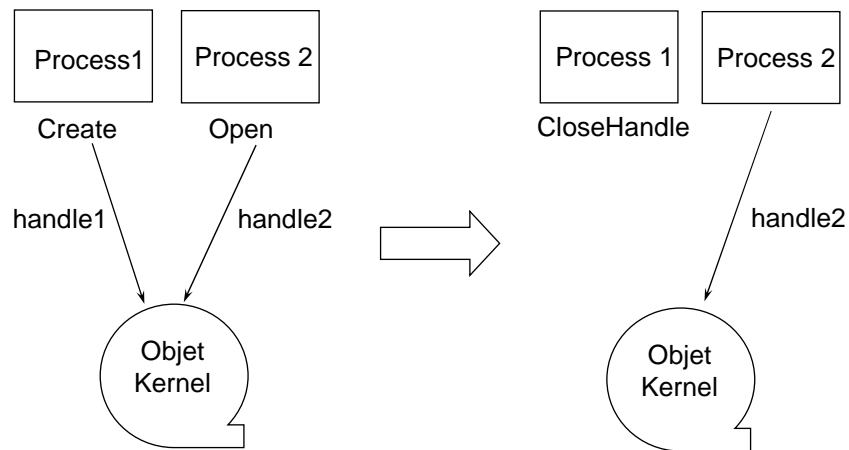 Process1
Process 2
Create
Open
handle1
handle2
Objet
Kernel
Process 1
Process 2
CloseHandle
handle2
Objet
Kernel